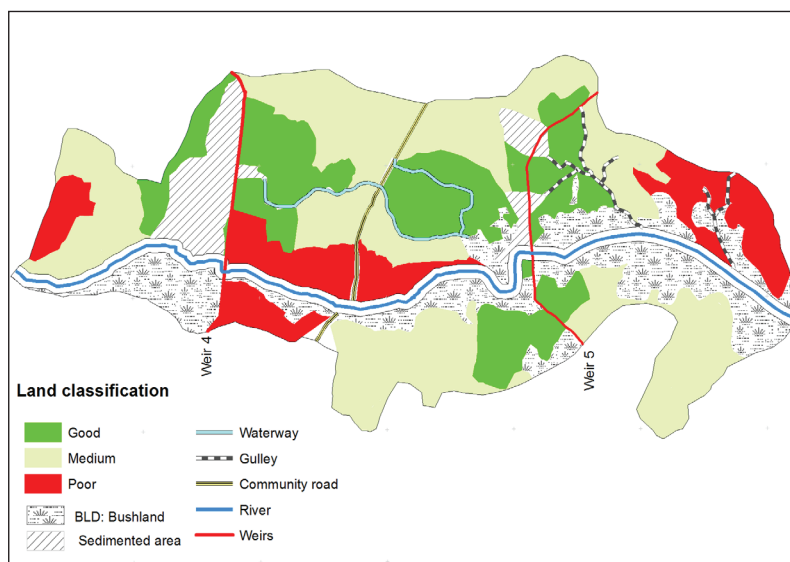 Weir 4
Weir 5
Land classification
Good
Medium
Poor
BLD: Bushland
Sedimented area
Waterway
Gulley
Community road
River
Weirs